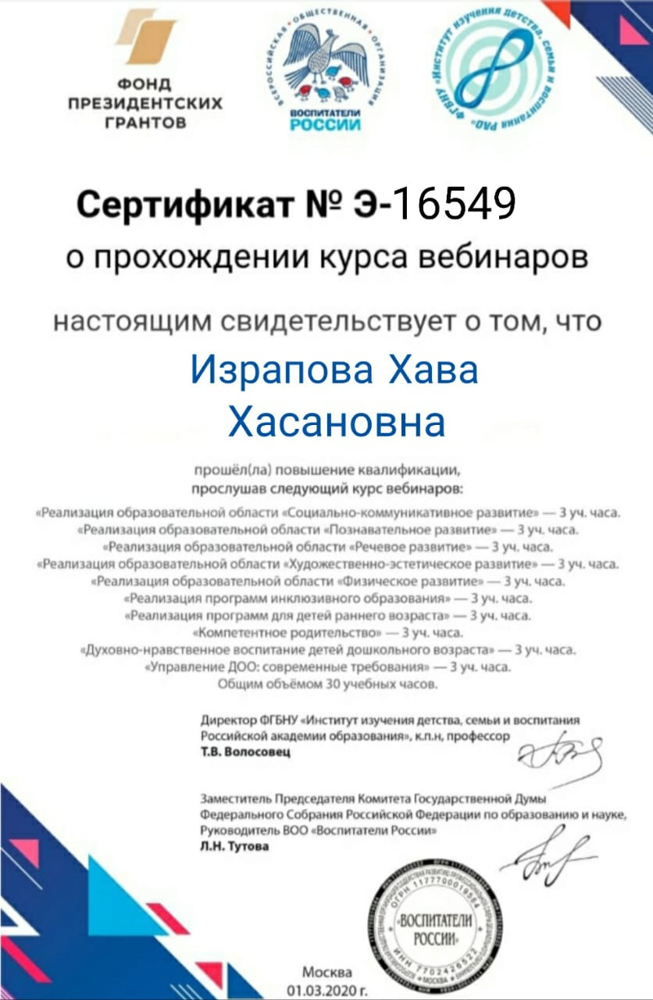 ФОНД
ПРЕЗИДЕНТСКИХ
ГРАНТОВ
ВСЕРОССИЙСКАЯ ОБЩЕСТВЕННАЯ ОРГАНИЗАЦИЯ
ВОСПИТАТЕЛИ
РОССИИ
ФГБНУ «Институт изучения детства, семьи и воспитания РАО»
Сертификат № Э-16549
о прохождении курса вебинаров
настоящим свидетельствует о том, что
Израпова Хава
Хасановна
прошёл(ла) повышение квалификации,
прослушав следующий курс вебинаров:
«Реализация образовательной области «Социально-коммуникативное развитие» — 3 уч. часа.
«Реализация образовательной области «Познавательное развитие» — 3 уч. часа.
«Реализация образовательной области «Речевое развитие» — 3 уч. часа.
«Реализация образовательной области «Художественно-эстетическое развитие» — 3 уч. часа.
«Реализация образовательной области «Физическое развитие» — 3 уч. часа.
«Реализация программ инклюзивного образования» — 3 уч. часа.
«Реализация программ для детей раннего возраста» — 3 уч. часа.
«Компетентное родительство» — 3 уч. часа.
«Духовно-нравственное воспитание детей дошкольного возраста» — 3 уч. часа.
«Управление ДОО: современные требования» — 3 уч. часа.
Общим объёмом 30 учебных часов.
Директор ФГБНУ «Институт изучения детства, семьи и воспитания
Российской академии образования», к.п.н, профессор
Т.В. Волосовец
Заместитель Председателя Комитета Государственной Думы
Федерального Собрания Российской Федерации по образованию и науке,
Руководитель ВОО «Воспитатели России»
Л.Н. Тутова
ОГРН 1177700019584
«ВОСПИТАТЕЛИ
РОССИИ»
ИНН 7702426522
МОСКВА
Москва
01.03.2020 г.